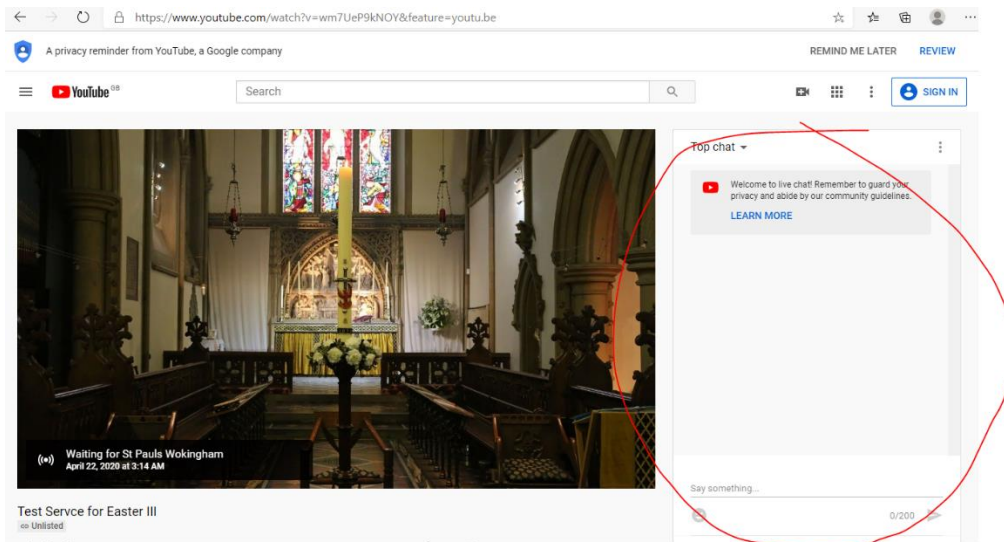 https://www.youtube.com/watch?v=wm7UeP9kNOY&feature=youtu.be
A privacy reminder from YouTube, a Google company
REMIND ME LATER
REVIEW
YouTube GB
Search
SIGN IN
Top chat
Welcome to live chat! Remember to guard your
privacy and abide by our community guidelines.
LEARN MORE
Waiting for St Pauls Wokingham
April 22, 2020 at 3:14 AM
Say something...
0/200
Test Servce for Easter III
Unlisted